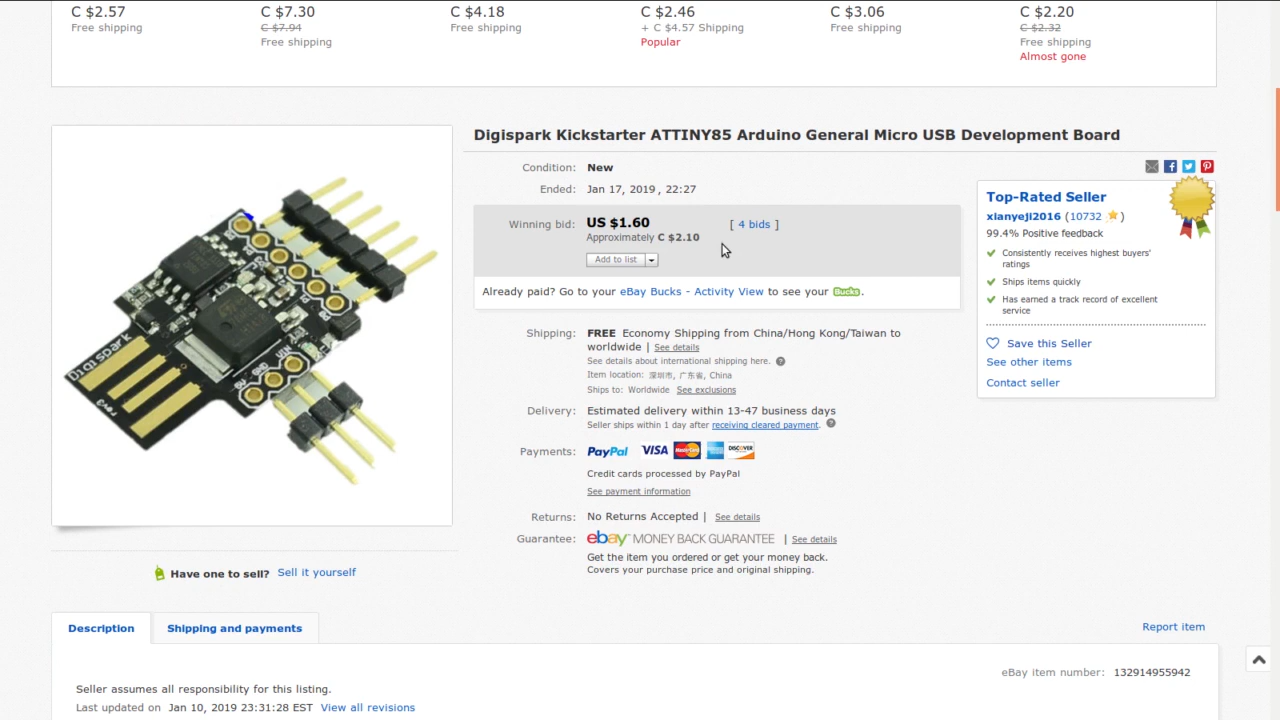 C $2.57
Free shipping
C $7.30
C $7.94
Free shipping
C $4.18
Free shipping
C $2.46
+ C $4.57 Shipping
Popular
C $3.06
Free shipping
C $2.20
C $2.32
Free shipping
Almost gone
Digispark
rev3
5V GND VIN
P0
Digispark Kickstarter ATTINY85 Arduino General Micro USB Development Board
Condition: New
Ended: Jan 17, 2019 , 22:27
Winning bid: US $1.60 [ 4 bids ]
Approximately C $2.10
Add to list
Already paid? Go to your eBay Bucks - Activity View to see your Bucks.
Shipping: FREE Economy Shipping from China/Hong Kong/Taiwan to
worldwide | See details
See details about international shipping here. ?
Item location: 深圳市, 广东省, China
Ships to: Worldwide See exclusions
Delivery: Estimated delivery within 13-47 business days
Seller ships within 1 day after receiving cleared payment. ?
Payments: PayPal VISA MasterCard DISCOVER
Credit cards processed by PayPal
See payment information
Returns: No Returns Accepted | See details
Guarantee: ebay MONEY BACK GUARANTEE | See details
Get the item you ordered or get your money back.
Covers your purchase price and original shipping.
Top-Rated Seller
xianyeji2016 (10732 )
99.4% Positive feedback
Consistently receives highest buyers'
ratings
Ships items quickly
Has earned a track record of excellent
service
Save this Seller
See other items
Contact seller
Have one to sell? Sell it yourself
Description
Shipping and payments
Report item
eBay item number: 132914955942
Seller assumes all responsibility for this listing.
Last updated on Jan 10, 2019 23:31:28 EST View all revisions